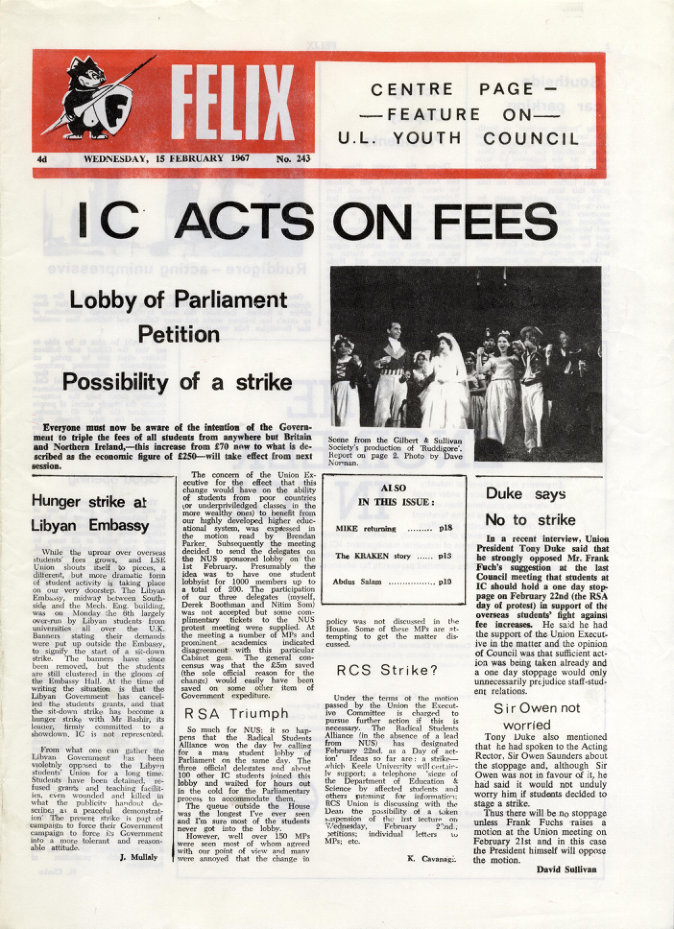 F
FELIX
4d WEDNESDAY, 15 FEBRUARY 1967 No. 243
CENTRE PAGE —
—FEATURE ON—
U.L. YOUTH COUNCIL
IC ACTS ON FEES
Lobby of Parliament
Petition
Possibility of a strike
Everyone must now be aware of the intention of the Govern-
ment to triple the fees of all students from anywhere but Britain
and Northern Ireland,—this increase from £70 now to what is de-
scribed as the economic figure of £250—will take effect from next
session.
Scene from the Gilbert & Sullivan
Society's production of 'Ruddigore'.
Report on page 2. Photo by Dave
Norman.
Hunger strike at
Libyan Embassy
While the uproar over overseas
students' fees grows, and LSE
Union shouts itself to pieces, a
different, but more dramatic form
of student activity is taking place
on our very doorstep. The Libyan
Embassy, midway between South-
side and the Mech. Eng. building,
was on Monday the 6th largely
over-run by Libyan students from
universities all over the U.K.
Banners stating their demands
were put up outside the Embassy,
to signify the start of a sit-down
strike. The banners have since
been removed, but the students
are still clustered in the gloom of
the Embassy Hall. At the time of
writing the situation is that the
Libyan Government has cancel-
led the students grants, and that
the sit-down strike has become a
hunger strike with Mr Bashir, its
leader, firmly committed to a
showdown. IC is not represented.
From what one can gather the
Libyan Government has been
violently opposed to the Libyan
students' Union for a long time.
Students have been detained, re-
fused grants and teaching facilit-
ies, even wounded and killed in
what the publicity handout de-
scribes as a peaceful demonstrat-
ion. The present strike is part of
campaign to force their Government
campaign to force its Government
into a more tolerant and reason-
able attitude.
J. Mullaly
The concern of the Union Ex-
ecutive for the effect that this
change would have on the ability
of students from poor countries
(or underpriviledged classes in the
more wealthy ones) to benefit from
our highly developed higher educ-
ational system, was expressed in
the motion read by Brendan
Parker. Subsequently the meeting
decided to send the delegates on
the NUS sponsored lobby on the
1st February. Presumably the
idea was to have one student
lobbyist for 1000 members up to
a total of 200. The participation
of our three delegates (myself,
Derek Boothman and Nitin Som)
was not accepted but some com-
plimentary tickets to the NUS
protest meeting were supplied. At
the meeting a number of MPs and
prominent academics indicated
disagreement with this particular
Cabinet gem. The general con-
census was that the £5m saved
(the sole official reason for the
change) would easily have been
saved on some other item of
Government expediture.
RSA Triumph
So much for NUS; it so hap-
pens that the Radical Students
Alliance won the day by calling
for a mass student lobby of
Parliament on the same day. The
three official delegates and about
100 other IC students joined this
lobby and waited for hours out
in the cold for the Parliamentary
process to accommodate them.
The queue outside the House
was the longest I've ever seen
and I'm sure most of the students
never got into the lobby.
However, well over 150 MPs
were seen most of whom agreed
with our point of view and many
were annoyed that the change in
ALSO
IN THIS ISSUE:
MIKE returning ......... p18
The KRAKEN story ...... p13
Abdus Salam ............., p10
policy was not discussed in the
House. Some of these MPs are at-
tempting to get the matter dis-
cussed.
RCS Strike?
Under the terms of the motion
passed by the Union the Execut-
ive Committee is charged to
pursue further action if this is
necessary. The Radical Students
Alliance (in the absence of a lead
from NUS) has designated
February 22nd. as a Day of act-
ion' Ideas so far are: a strike—
which Keele University will certain-
ly support; a telephone 'siege of
the Department of Education &
Science by affected students and
others pressing for information;
RCS Union is discussing with the
Dean the possibility of a token
suspension of the last lecture on
Wednesday, February 22nd;
petitions; individual letters to
MPs; etc.
K. Cavanagh
Duke says
No to strike
In a recent interview, Union
President Tony Duke said that
he strongly opposed Mr. Frank
Fuch's suggestion at the last
Council meeting that students at
IC should hold a one day stop-
page on February 22nd (the RSA
day of protest) in support of the
overseas students' fight against
fee increases. He said he had
the support of the Union Execut-
ive in the matter and the opinion
of Council was that sufficient act-
ion was being taken already and
a one day stoppage would only
unnecessarily prejudice staff-stud-
ent relations.
Sir Owen not
worried
Tony Duke also mentioned
that he had spoken to the Acting
Rector, Sir Owen Saunders about
the stoppage and, although Sir
Owen was not in favour of it, he
had said it would not unduly
worry him if students decided to
stage a strike.
Thus there will be no stoppage
unless Frank Fuchs raises a
motion at the Union meeting on
February 21st and in this case
the President himself will oppose
the motion.
David Sullivan